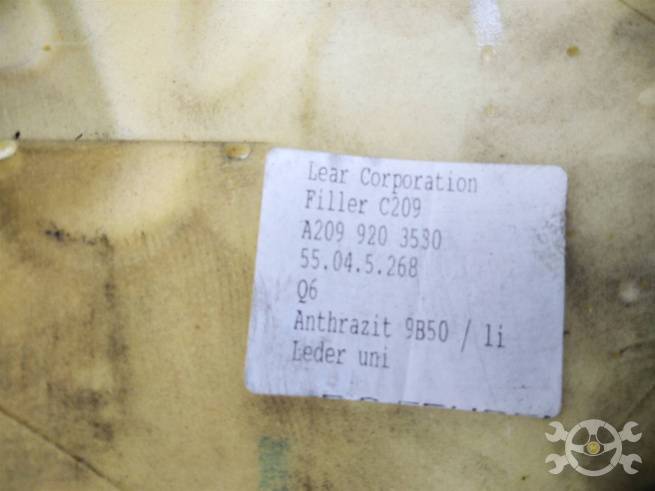 Lear Corporation
Filler C209
A209 920 3530
55.04.5.268
Q6
Anthrazit 9B50 / li
Leder uni